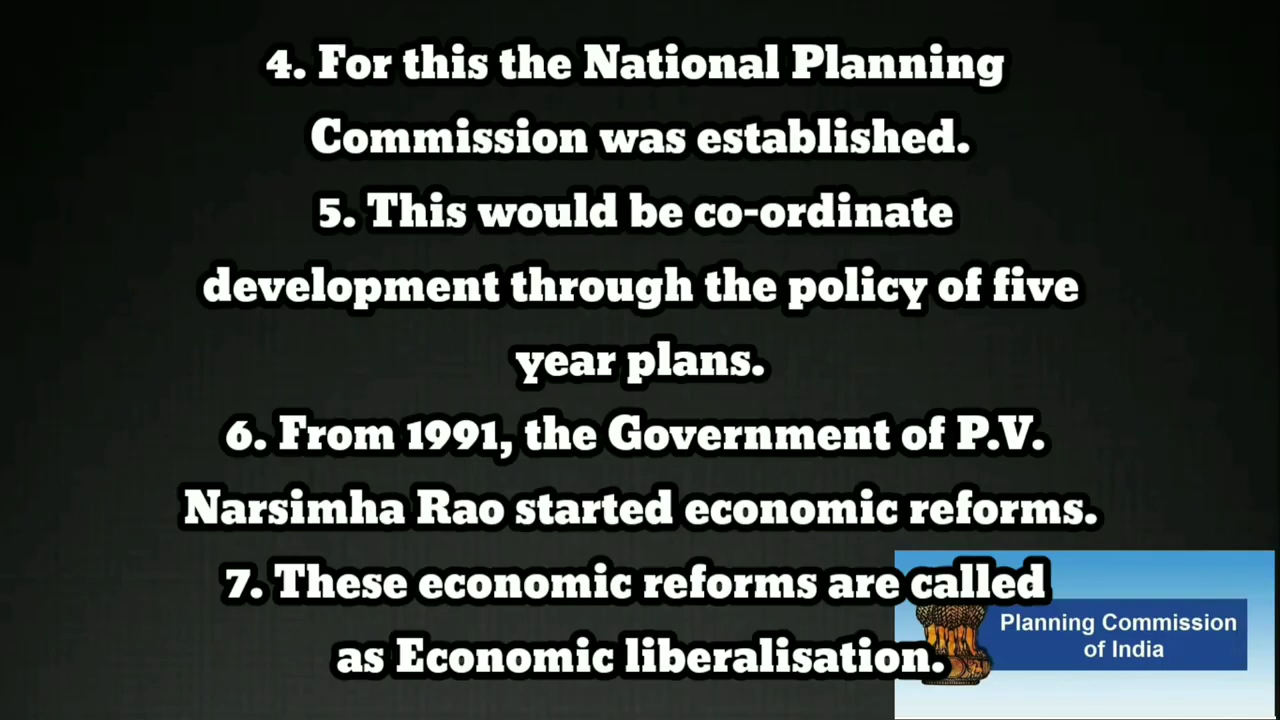 4. For this the National Planning
Commission was established.
5. This would be co-ordinate
development through the policy of five
year plans.
6. From 1991, the Government of P.V.
Narsimha Rao started economic reforms.
7. These economic reforms are called
as Economic liberalisation.
Planning Commission
of India